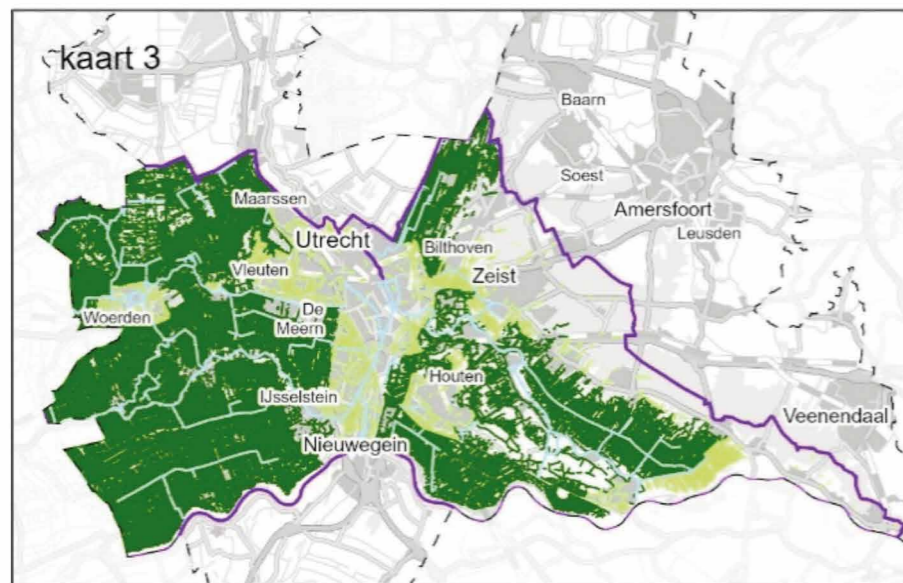 kaart 3
Baarn
Soest
Amersfoort
Leusden
Maarssen
Utrecht
Bilthoven
Vleuten
Zeist
Woerden
De
Meern
Houten
IJsselstein
Veenendaal
Nieuwegein